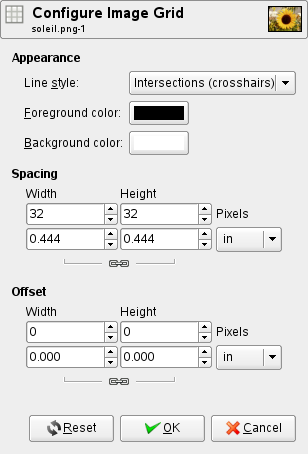 Configure Image Grid
soleil.png-1
Appearance
Line style: Intersections (crosshairs)
Foreground color:
Background color:
Spacing
Width Height
32 32 Pixels
0.444 0.444 in
Offset
Width Height
0 0 Pixels
0.000 0.000 in
Reset OK Cancel